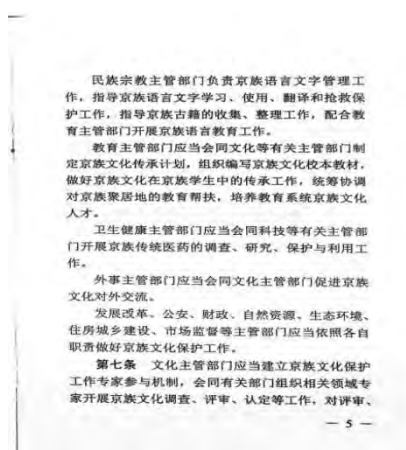 民族宗教主管部门负责京族语言文字管理工
作，指导京族语言文字学习、使用、翻译和抢救保
护工作，指导京族古籍的收集、整理工作，配合教
育主管部门开展京族语言教育工作。
教育主管部门应当会同文化等有关主管部门制
定京族文化传承计划，组织编写京族文化校本教材，
做好京族文化在京族学生中的传承工作，统筹协调
对京族聚居地的教育帮扶，培养教育系统京族文化
人才。
卫生健康主管部门应当会同科技等有关主管部
门开展京族传统医药的调查、研究、保护与利用工
作。
外事主管部门应当会同文化主管部门促进京族
文化对外交流。
发展改革、公安、财政、自然资源、生态环境、
住房城乡建设、市场监督等主管部门应当依照各自
职责做好京族文化保护工作。
第七条　文化主管部门应当建立京族文化保护
工作专家参与机制，会同有关部门组织相关领域专
家开展京族文化调查、评审、认定等工作，对评审、
— 5 —